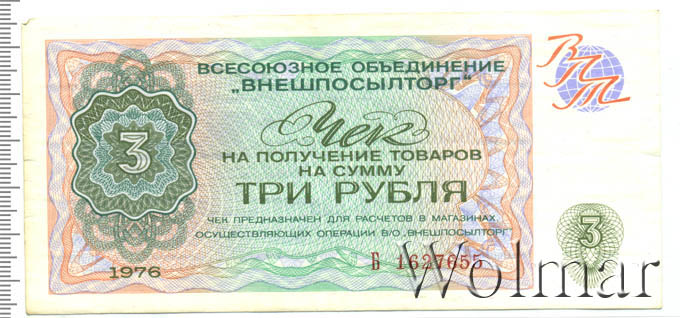 ВПТ
ВСЕСОЮЗНОЕ ОБЪЕДИНЕНИЕ
„ВНЕШПОСЫЛТОРГ"
Чек
НА ПОЛУЧЕНИЕ ТОВАРОВ
НА СУММУ
ТРИ РУБЛЯ
ЧЕК ПРЕДНАЗНАЧЕН ДЛЯ РАСЧЕТОВ В МАГАЗИНАХ,
ОСУЩЕСТВЛЯЮЩИХ ОПЕРАЦИИ В/О „ВНЕШПОСЫЛТОРГ"
3
3
1976
Б 1627655
Wolmar